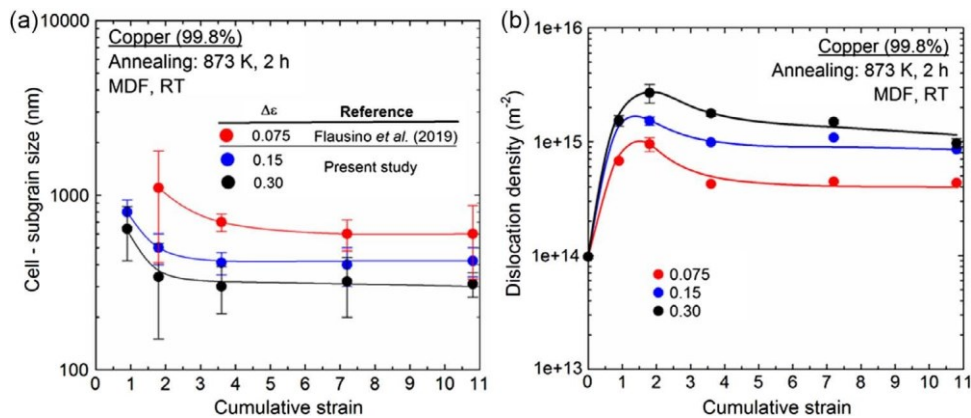 (a)
10000
1000
100
Cell - subgrain size (nm)
Copper (99.8%)
Annealing: 873 K, 2 h
MDF, RT
Δε Reference
0.075 Flausino et al. (2019)
0.15 Present study
0.30
0 1 2 3 4 5 6 7 8 9 10 11
Cumulative strain
(b)
1e+16
1e+15
1e+14
1e+13
Dislocation density (m-2)
Copper (99.8%)
Annealing: 873 K, 2 h
MDF, RT
0.075
0.15
0.30
0 1 2 3 4 5 6 7 8 9 10 11
Cumulative strain